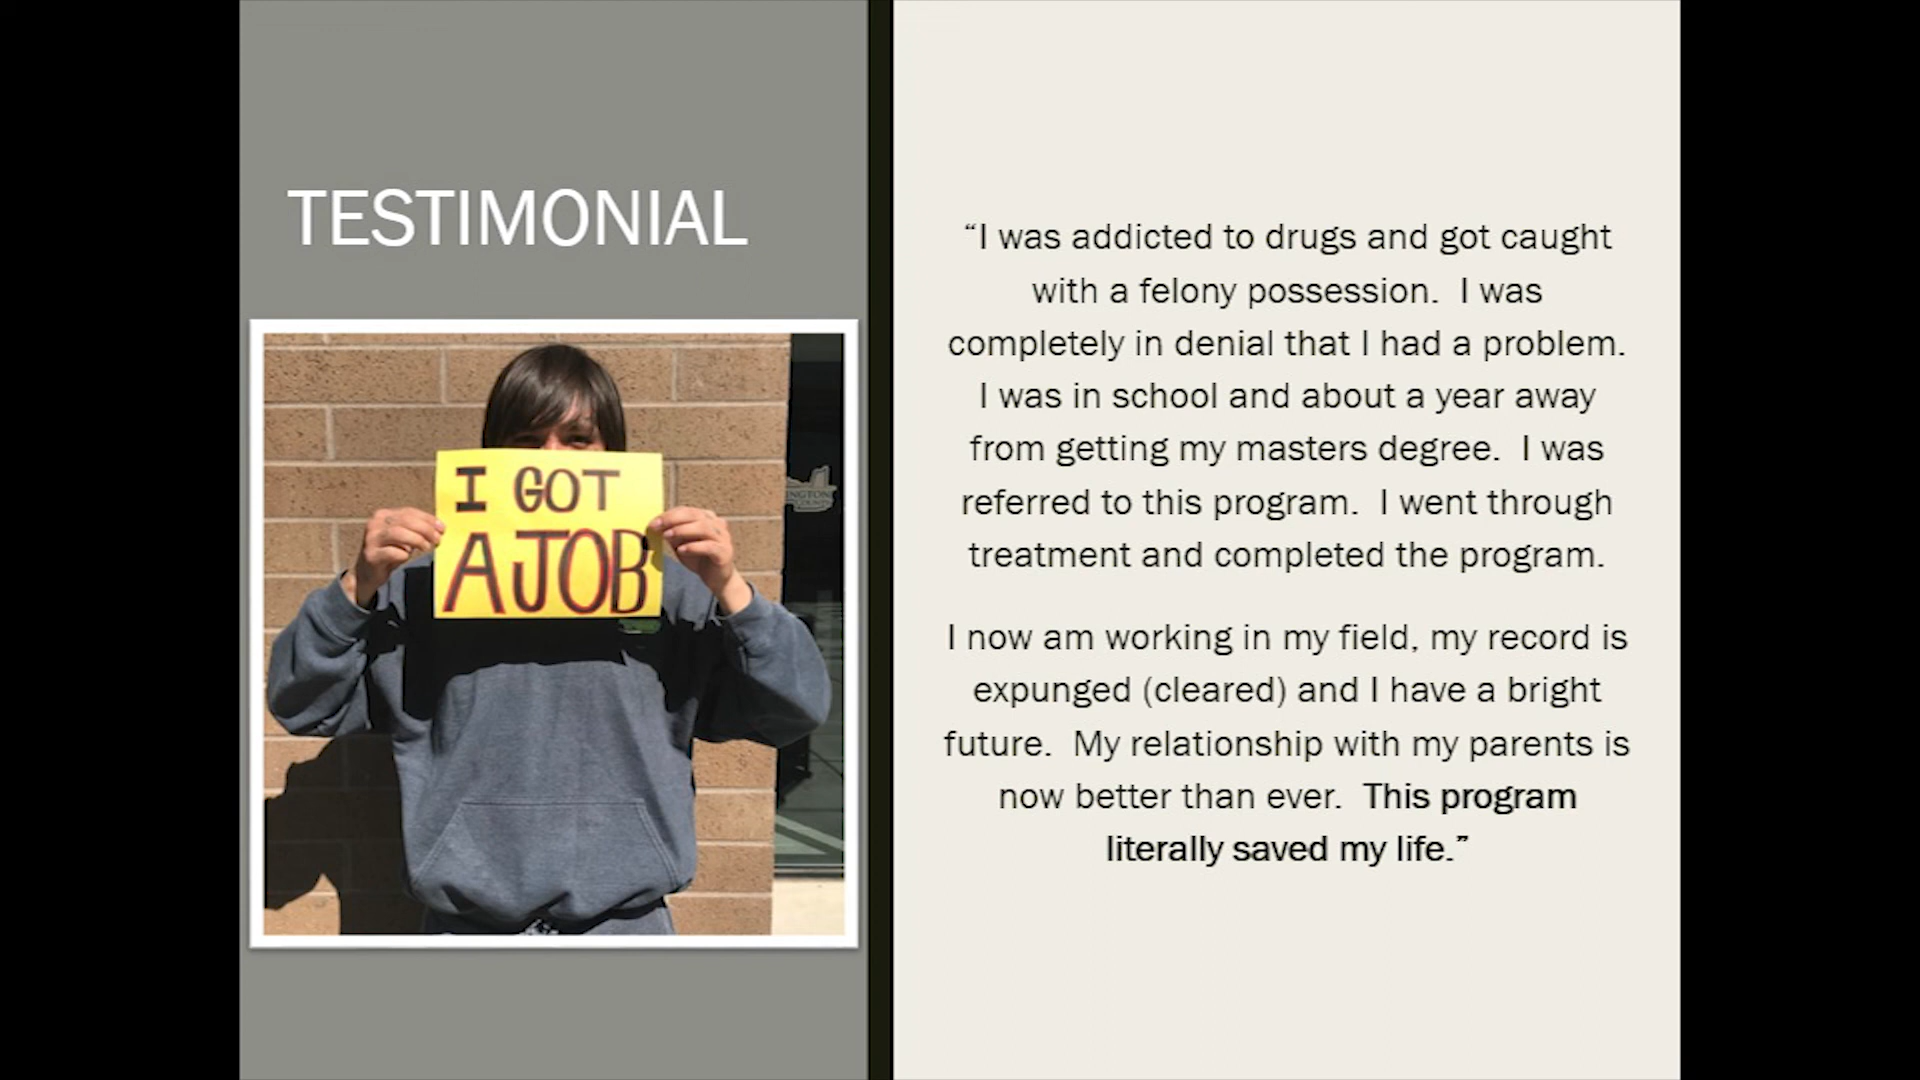 TESTIMONIAL
I GOT
A JOB
“I was addicted to drugs and got caught
with a felony possession.  I was
completely in denial that I had a problem.
I was in school and about a year away
from getting my masters degree.  I was
referred to this program.  I went through
treatment and completed the program.
I now am working in my field, my record is
expunged (cleared) and I have a bright
future.  My relationship with my parents is
now better than ever.  This program
literally saved my life.”